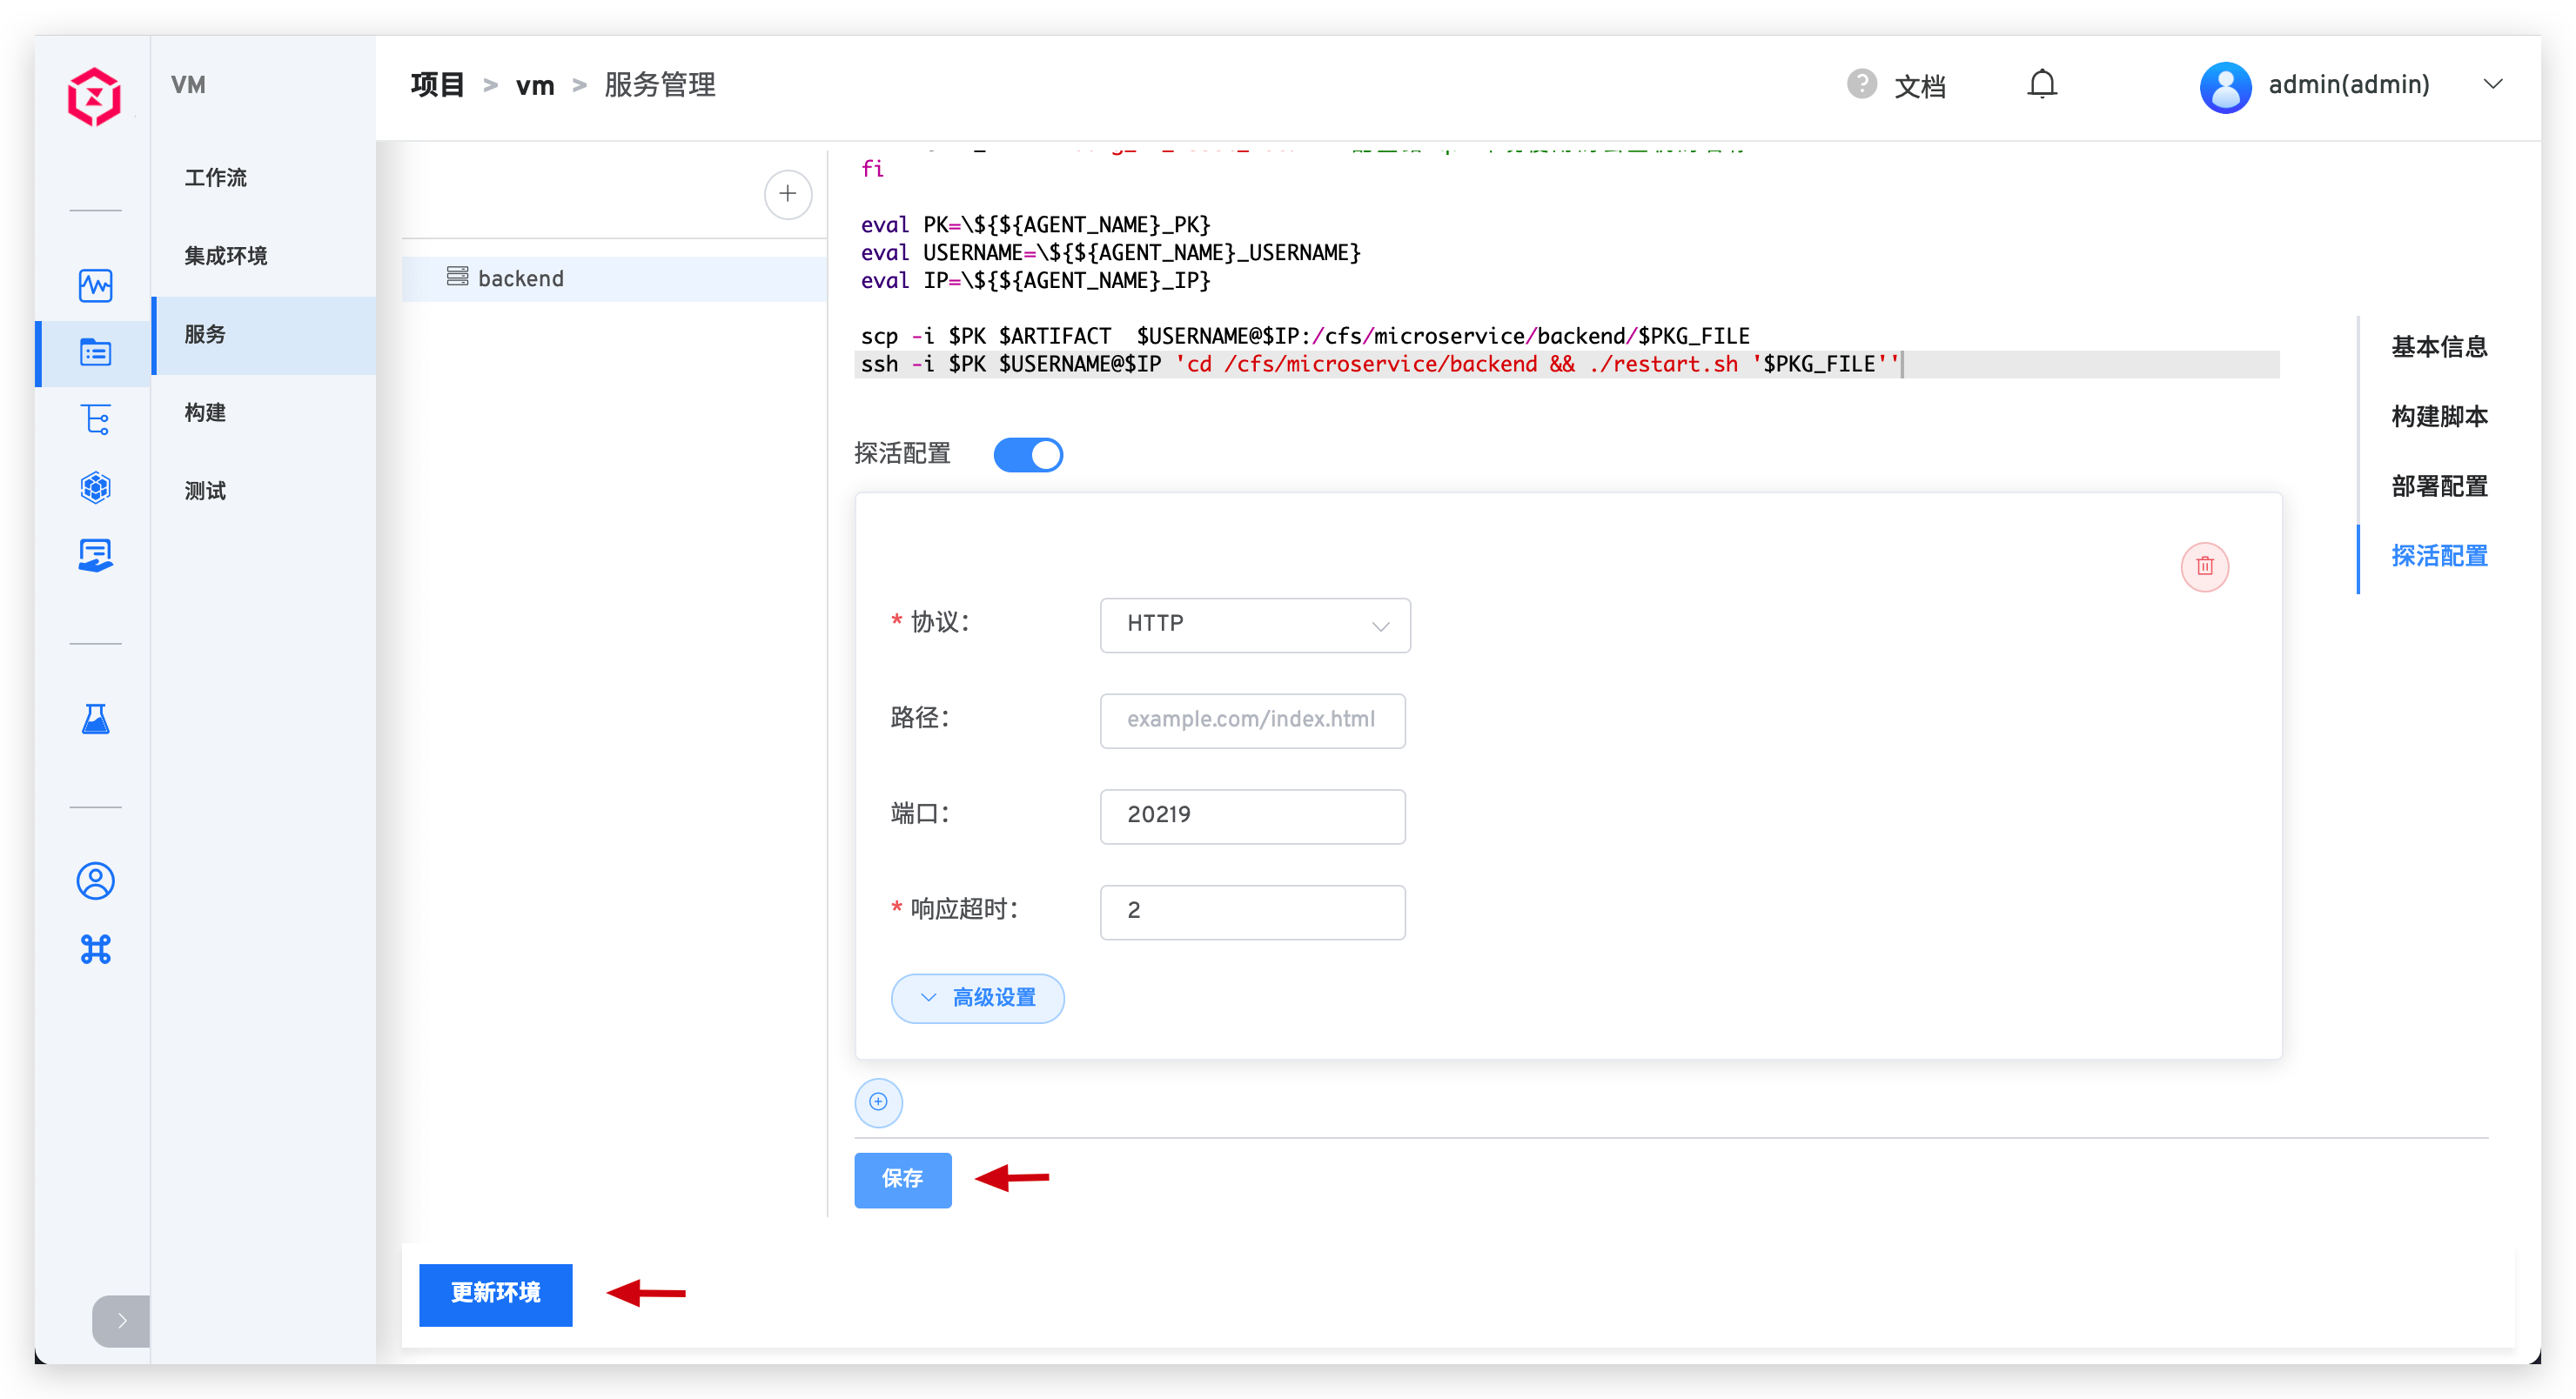 VM
项目 > vm > 服务管理
? 文档
admin(admin)
工作流
集成环境
服务
构建
测试
backend
fi
eval PK=\${${AGENT_NAME}_PK}
eval USERNAME=\${${AGENT_NAME}_USERNAME}
eval IP=\${${AGENT_NAME}_IP}
scp -i $PK $ARTIFACT  $USERNAME@$IP:/cfs/microservice/backend/$PKG_FILE
ssh -i $PK $USERNAME@$IP 'cd /cfs/microservice/backend && ./restart.sh '$PKG_FILE''
基本信息
构建脚本
部署配置
探活配置
探活配置
* 协议：
HTTP
路径：
example.com/index.html
端口：
20219
* 响应超时：
2
高级设置
保存
更新环境